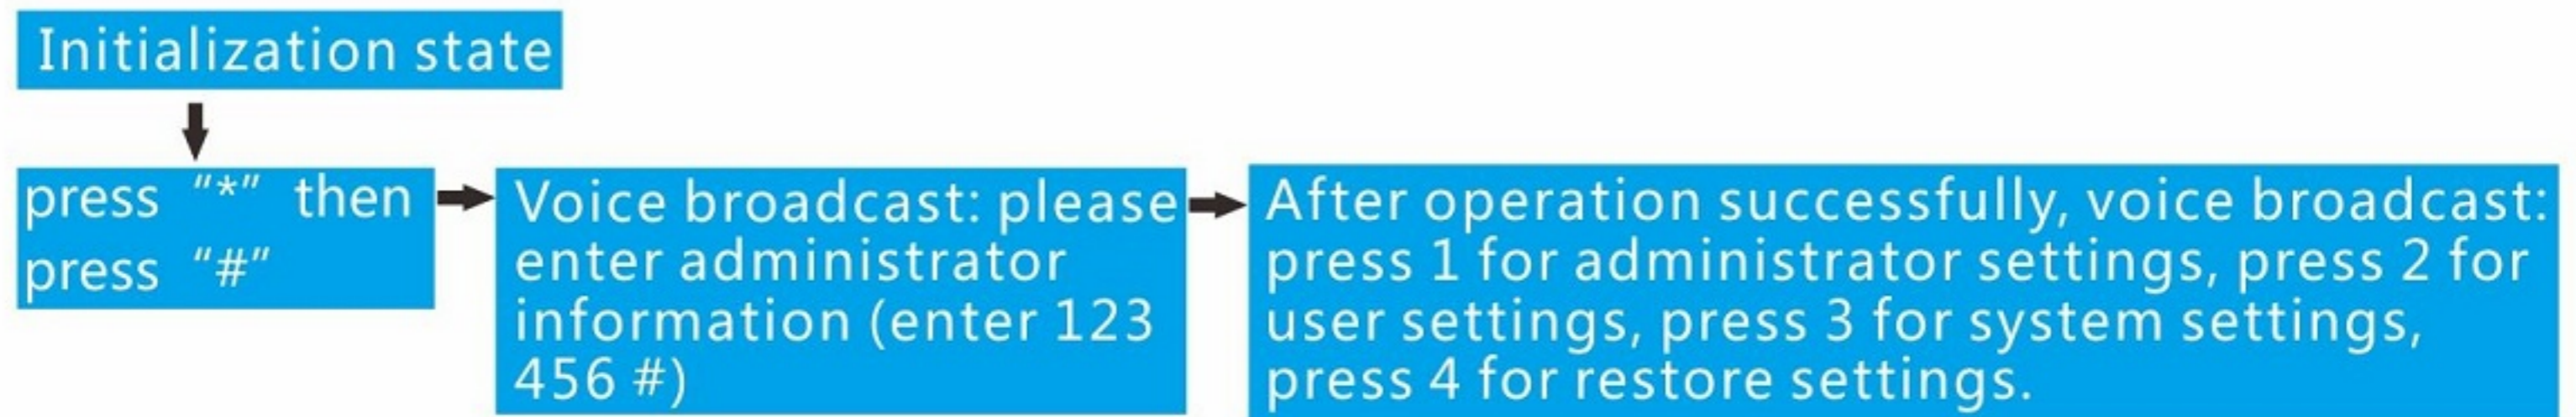 Initialization state
press “*” then
press “#”
Voice broadcast: please
enter administrator
information (enter 123
456 #)
After operation successfully, voice broadcast:
press 1 for administrator settings, press 2 for
user settings, press 3 for system settings,
press 4 for restore settings.